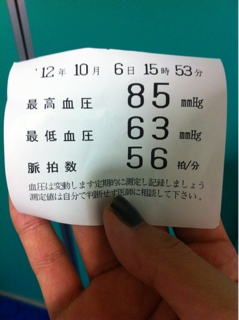 '12年 10月 6日 15時 53分
最高血圧 85 mmHg
最低血圧 63 mmHg
脈拍数 56 拍/分
血圧は変動します定期的に測定し記録しましょう
測定値は自分で判断せず医師に相談して下さい。